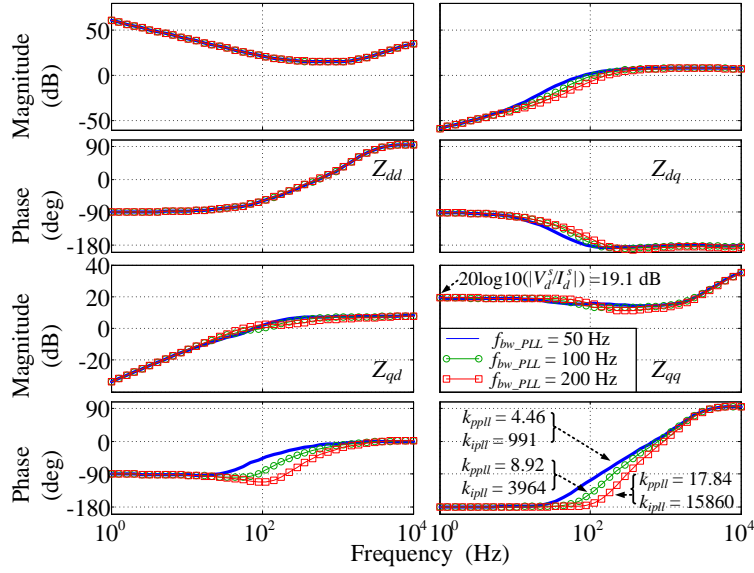 Magnitude (dB)
50
0
-50
Phase (deg)
90
0
-90
-180
Z_dd
Z_dq
Magnitude (dB)
40
20
0
-20
-40
Z_qd
20log10(|V_d^s/I_d^s|) =19.1 dB
f_bw_PLL = 50 Hz
f_bw_PLL = 100 Hz
f_bw_PLL = 200 Hz
Z_qq
Phase (deg)
90
0
-90
-180
k_ppll = 4.46
k_ipll = 991
k_ppll = 8.92
k_ipll = 3964
k_ppll = 17.84
k_ipll = 15860
10^0 10^2 10^4 10^0 10^2 10^4
Frequency (Hz)